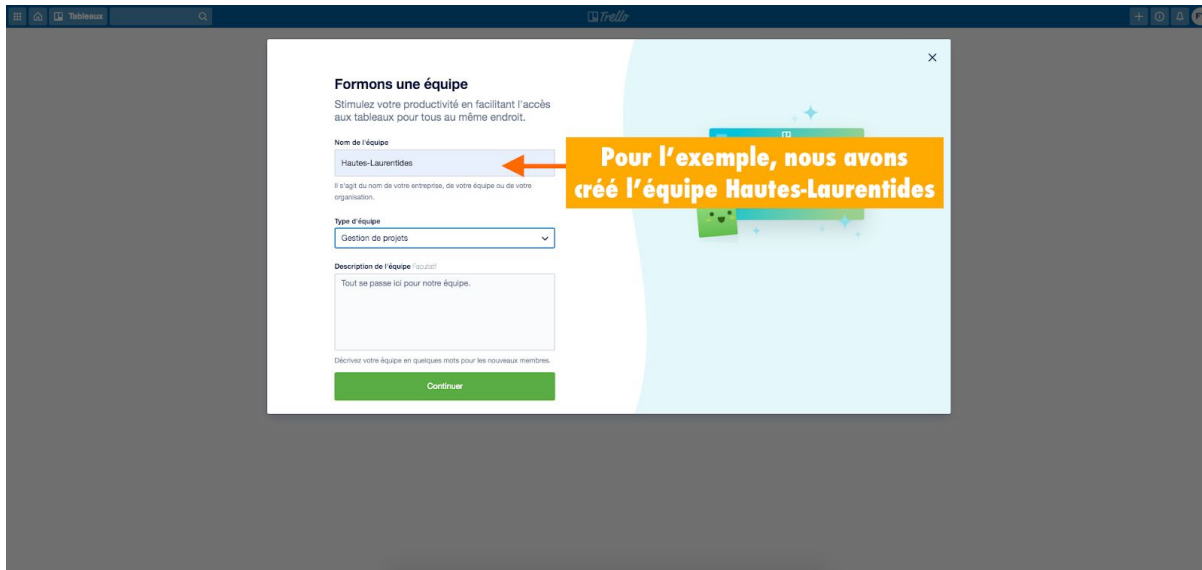 Tableaux
Trello
Formons une équipe
Stimulez votre productivité en facilitant l'accès
aux tableaux pour tous au même endroit.
Nom de l'équipe
Hautes-Laurentides
Il s'agit du nom de votre entreprise, de votre équipe ou de votre
organisation.
Pour l'exemple, nous avons
créé l'équipe Hautes-Laurentides
Type d'équipe
Gestion de projets
Description de l'équipe Facultatif
Tout se passe ici pour notre équipe.
Décrivez votre équipe en quelques mots pour les nouveaux membres.
Continuer